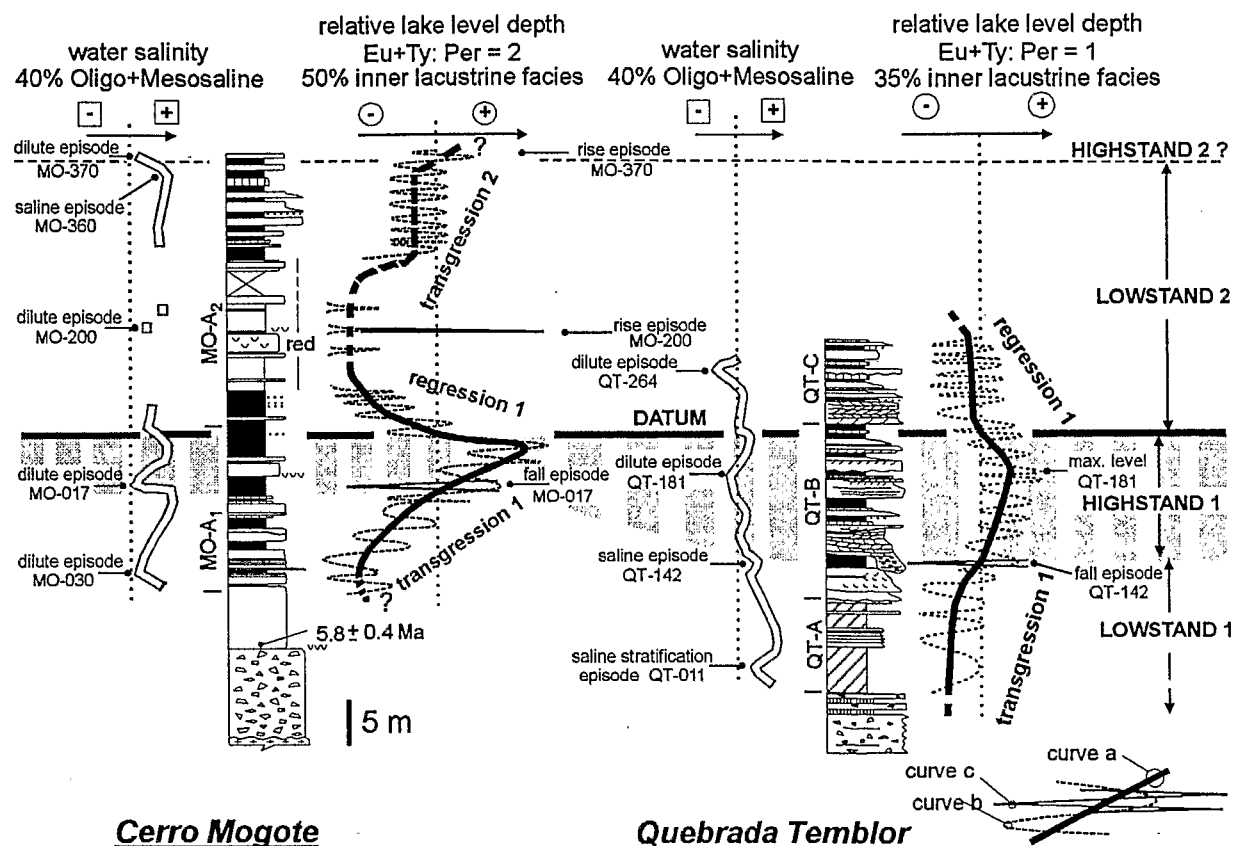 water salinity
40% Oligo+Mesosaline
relative lake level depth
Eu+Ty: Per = 2
50% inner lacustrine facies
water salinity
40% Oligo+Mesosaline
relative lake level depth
Eu+Ty: Per = 1
35% inner lacustrine facies
- +
- +
- +
- +
dilute episode
MO-370
saline episode
MO-360
dilute episode
MO-200
dilute episode
MO-017
dilute episode
MO-030
MO-A2
MO-A1
red
5.8 ± 0.4 Ma
5 m
?
transgression 2
regression 1
transgression 1
?
rise episode
MO-370
rise episode
MO-200
fall episode
MO-017
DATUM
dilute episode
QT-264
dilute episode
QT-181
saline episode
QT-142
saline stratification
episode QT-011
QT-C
QT-B
QT-A
regression 1
transgression 1
max. level
QT-181
fall episode
QT-142
HIGHSTAND 2 ?
LOWSTAND 2
HIGHSTAND 1
LOWSTAND 1
curve a
curve c
curve b
Cerro Mogote
Quebrada Temblor